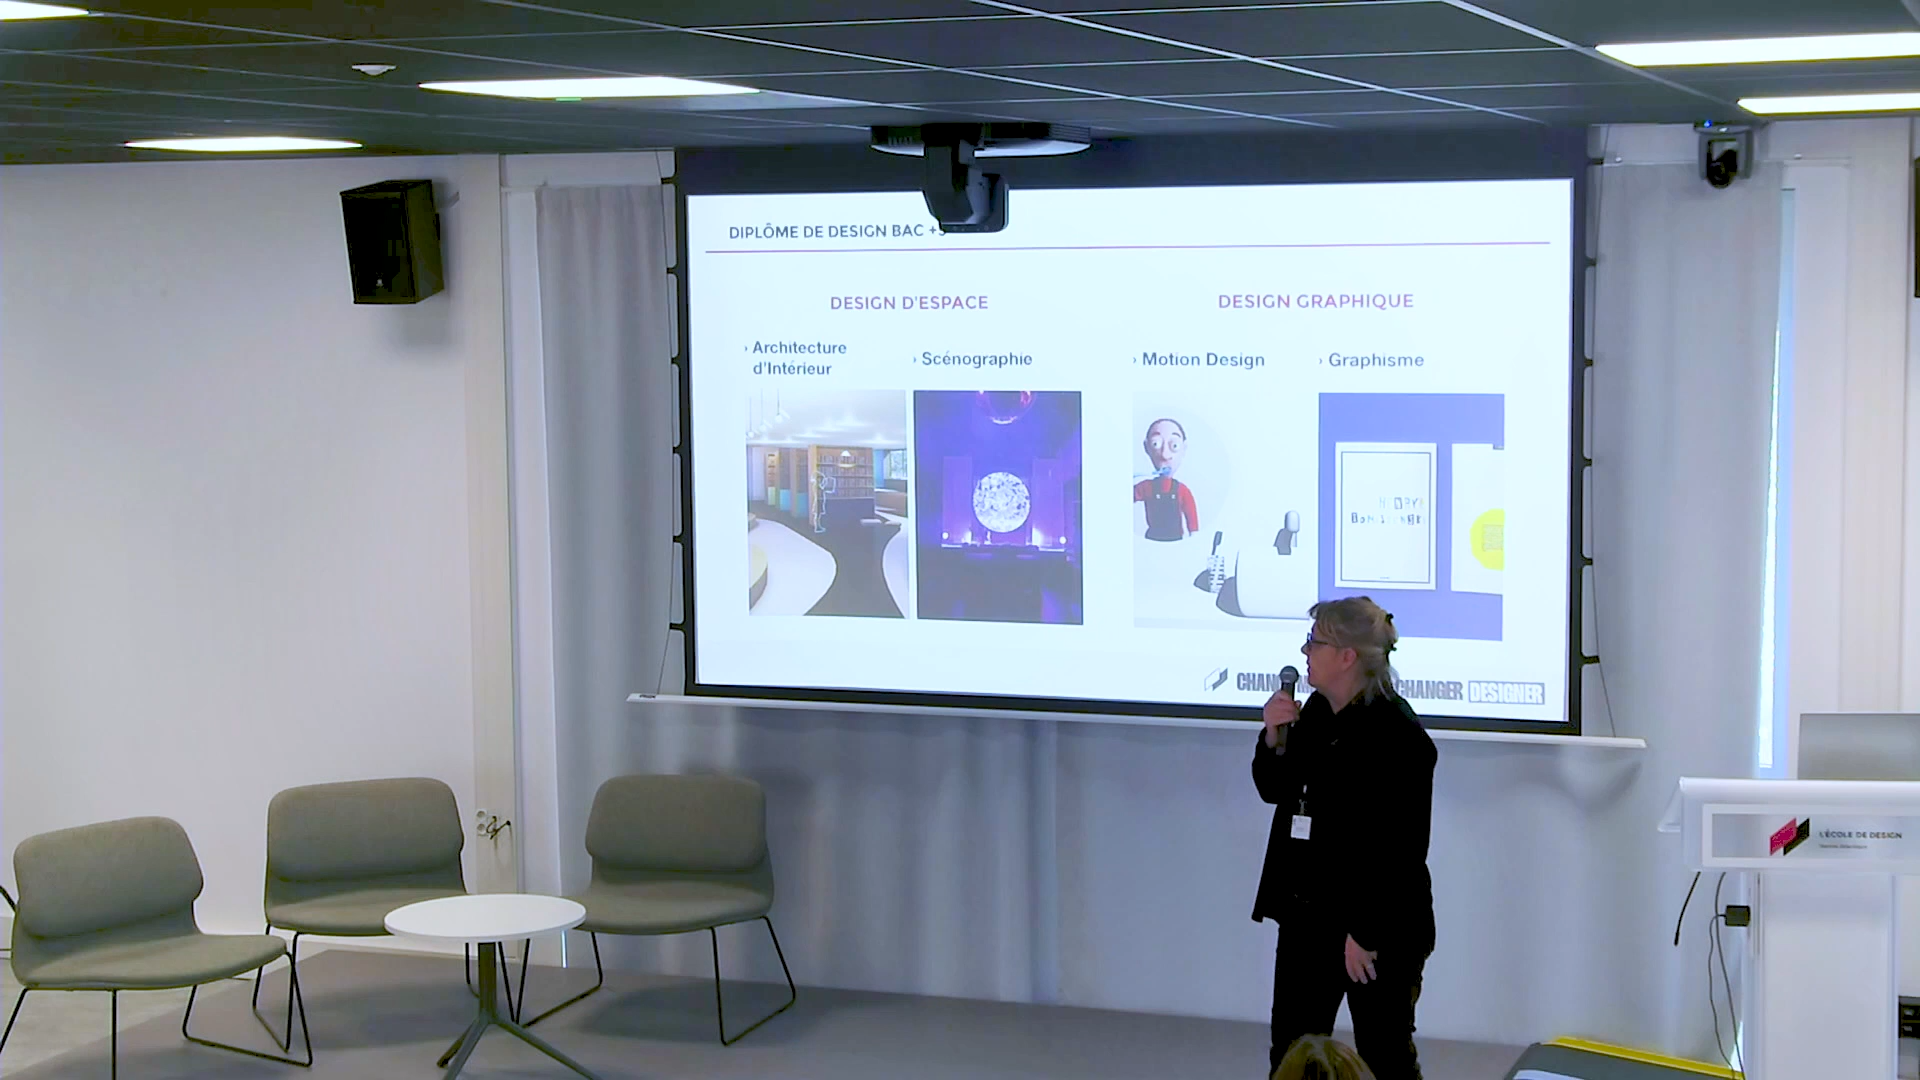 DIPLÔME DE DESIGN BAC +5
DESIGN D'ESPACE
DESIGN GRAPHIQUE
› Architecture
d'Intérieur
› Scénographie
› Motion Design
› Graphisme
CHANGER DESIGNER
L'ÉCOLE DE DESIGN